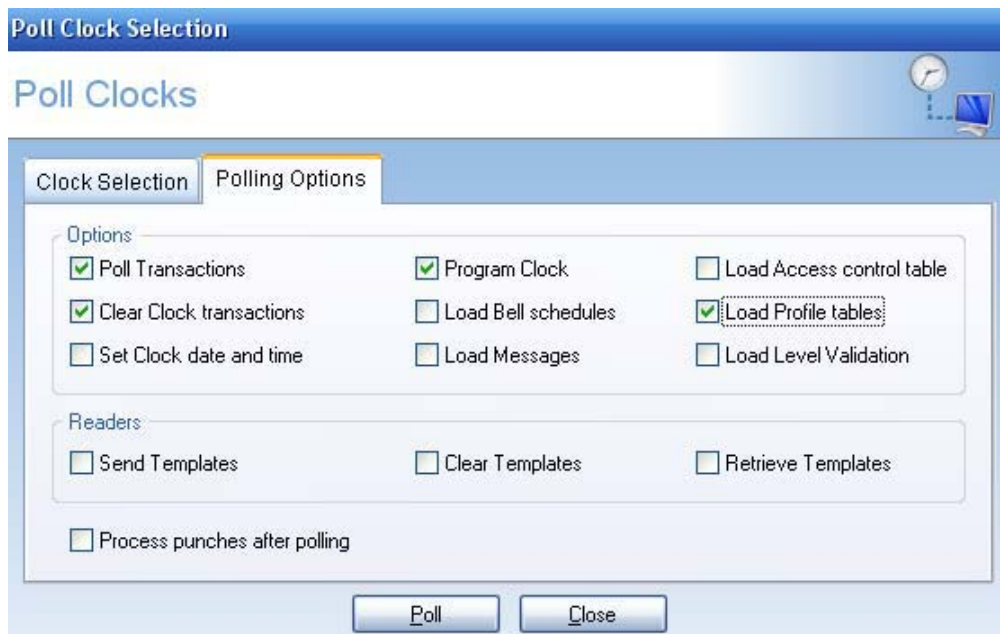 Poll Clock Selection
Poll Clocks
Clock Selection
Polling Options
Options
Poll Transactions
Program Clock
Load Access control table
Clear Clock transactions
Load Bell schedules
Load Profile tables
Set Clock date and time
Load Messages
Load Level Validation
Readers
Send Templates
Clear Templates
Retrieve Templates
Process punches after polling
Poll
Close